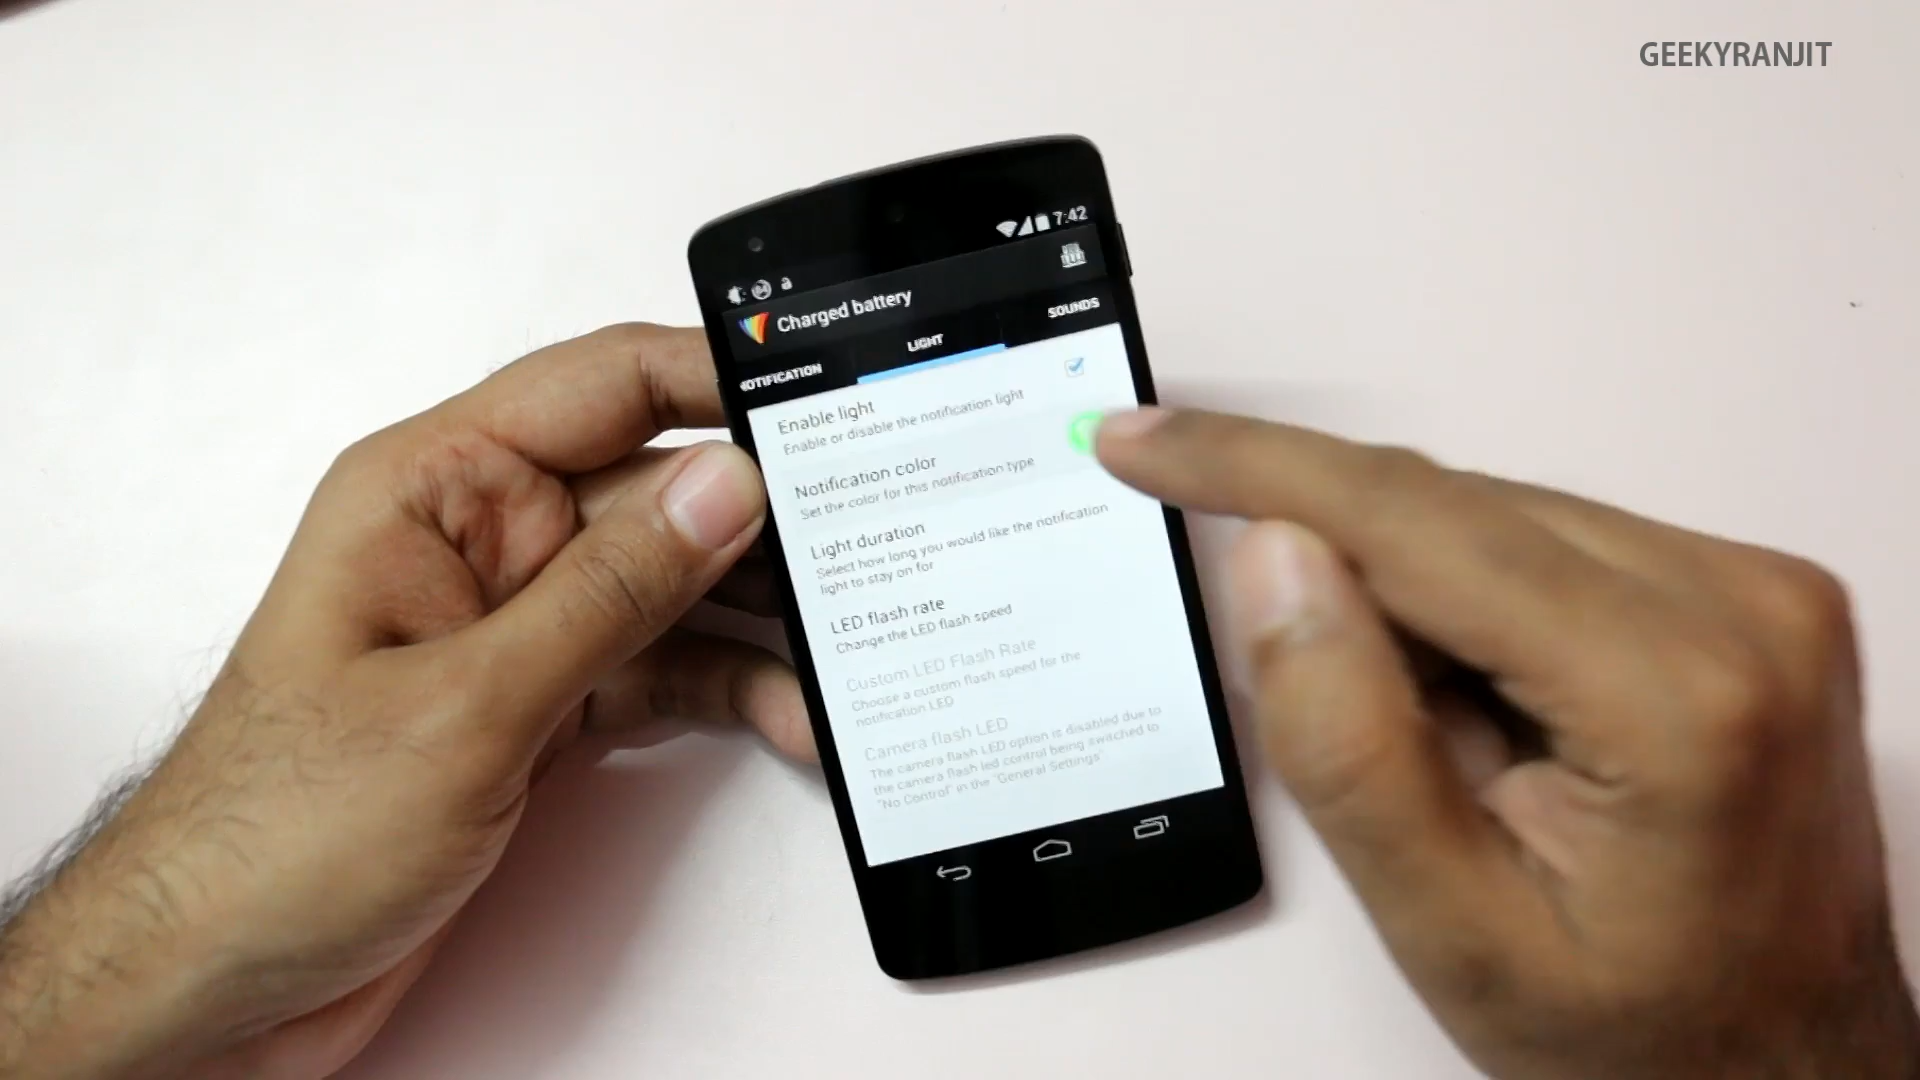 GEEKYRANJIT
7:42
Charged battery
NOTIFICATION
LIGHT
SOUNDS
Enable light
Enable or disable the notification light
Notification color
Set the color for this notification type
Light duration
Select how long you would like the notification
light to stay on for
LED flash rate
Change the LED flash speed
Custom LED Flash Rate
Choose a custom flash speed for the
notification LED
Camera flash LED
The camera flash LED option is disabled due to
the camera flash led control being switched to
"No Control" in the "General Settings"